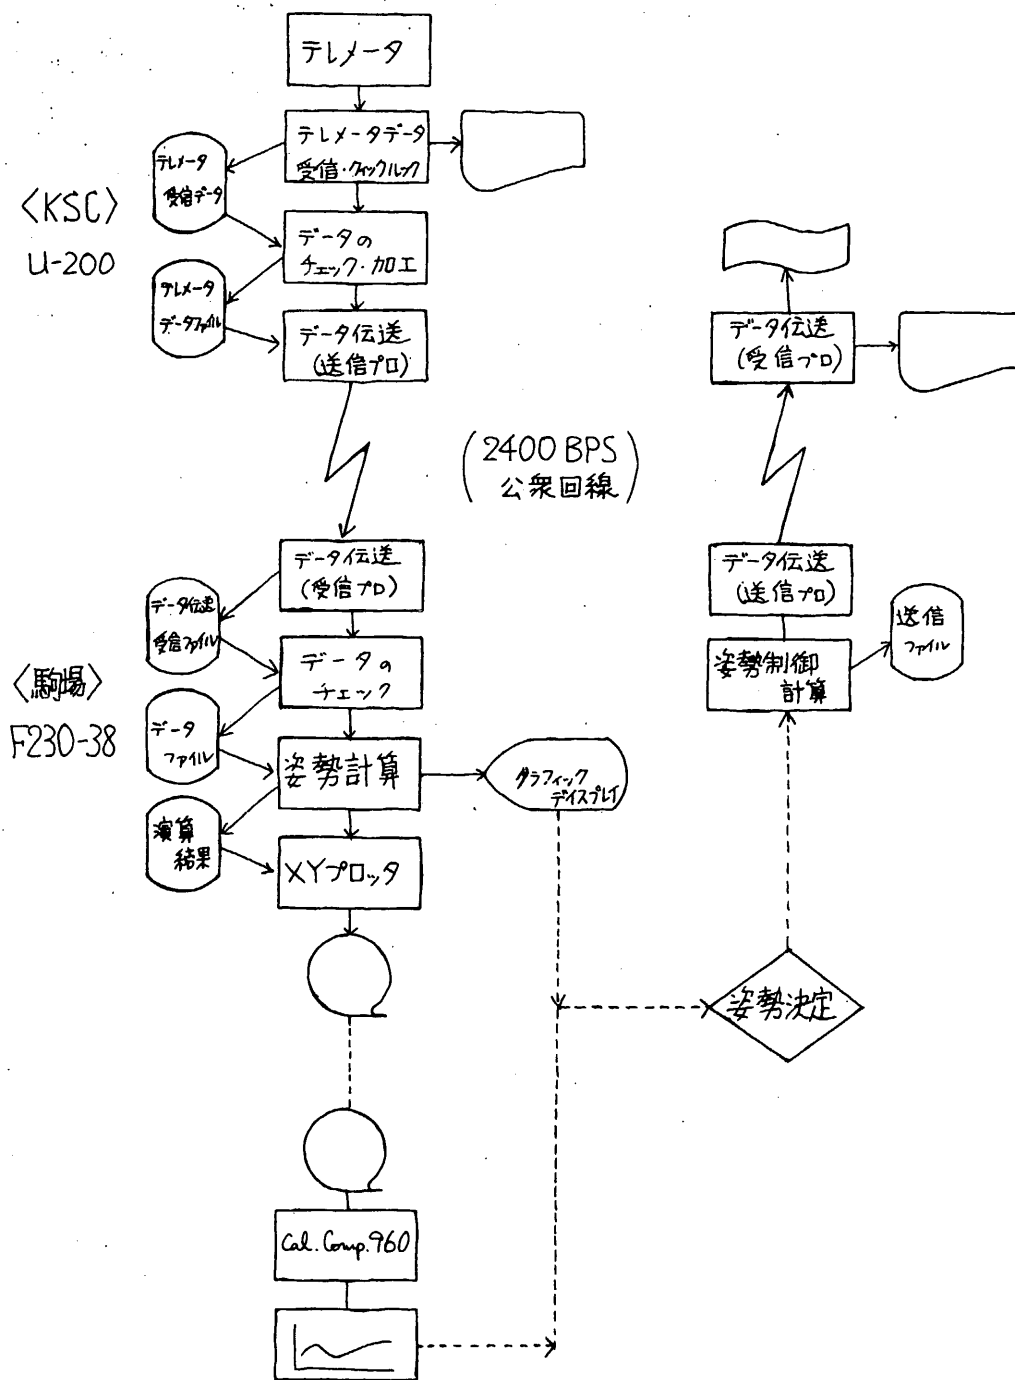 テレメータ
テレメータデータ
受信・クィックルック
テレメータ
受信データ
〈KSC〉
U-200
データの
チェック・加工
テレメータ
データファイル
データ伝送
(送信プロ)
データ伝送
(受信プロ)
(2400 BPS
公衆回線)
データ伝送
(受信プロ)
データ伝送
受信ファイル
データの
チェック
〈駒場〉
F230-38
データ
ファイル
姿勢計算
グラフィック
ディスプレイ
演算
結果
XYプロッタ
データ伝送
(送信プロ)
送信
ファイル
姿勢制御
計算
姿勢決定
Cal. Comp. 960